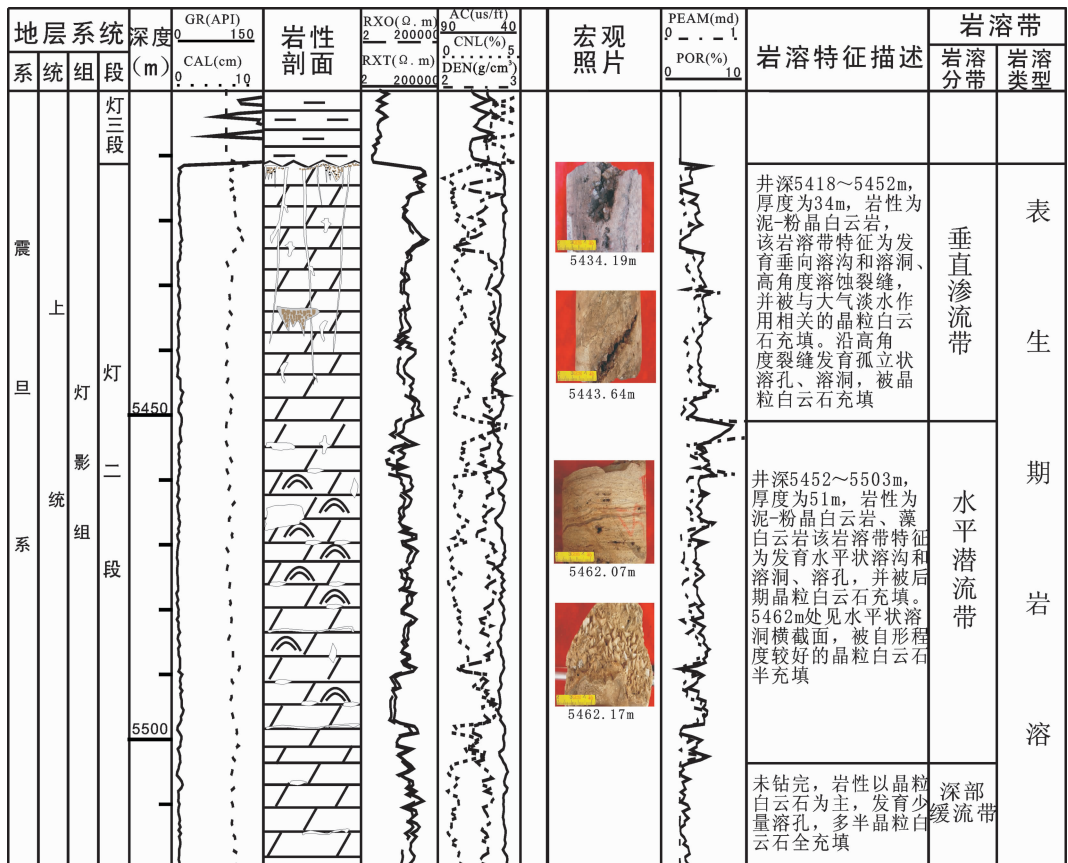 地层系统
系
统
组
段
深度
(m)
GR(API)
0 150
CAL(cm)
0 10
岩性
剖面
RXO(Ω.m)
2 200000
RXT(Ω.m)
2 200000
AC(us/ft)
90 40
CNL(%)
0 5
DEN(g/cm³)
2 3
宏观
照片
PEAM(md)
0 1
POR(%)
0 10
岩溶特征描述
岩溶带
岩溶
分带
岩溶
类型
震旦系
上统
灯影组
灯三段
灯二段
5450
5500
5434.19m
5443.64m
5462.07m
5462.17m
井深5418～5452m,
厚度为34m，岩性为
泥-粉晶白云岩，
该岩溶带特征为发
育垂向溶沟和溶洞、
高角度溶蚀裂缝，
并被与大气淡水作
用相关的晶粒白云
石充填。沿高角
度裂缝发育孤立状
溶孔、溶洞，被晶
粒白云石充填
井深5452～5503m,
厚度为51m，岩性为
泥-粉晶白云岩、藻
白云岩该岩溶带特征
为发育水平状溶沟和
溶洞、溶孔，并被后
期晶粒白云石充填。
5462m处见水平状溶
洞横截面，被自形程
度较好的晶粒白云石
半充填
未钻完，岩性以晶粒
白云石为主，发育少
量溶孔，多半晶粒白
云石全充填
垂直渗流带
水平潜流带
深部
缓流带
表生期岩溶